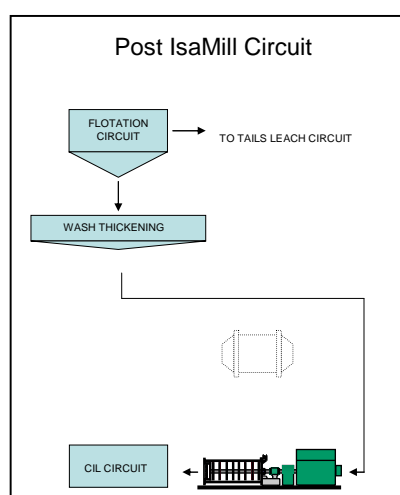 Post IsaMill Circuit
FLOTATION
CIRCUIT
TO TAILS LEACH CIRCUIT
WASH THICKENING
CIL CIRCUIT